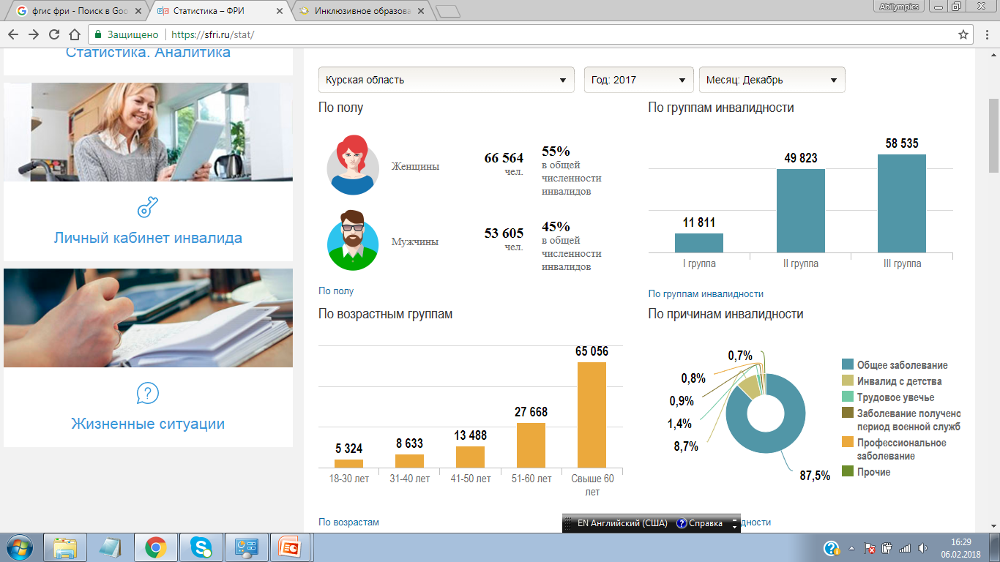 фгис фри - Поиск в Goo
Статистика – ФРИ
Инклюзивное образова
Abilympics
Защищено
https://sfri.ru/stat/
Статистика. Аналитика
Личный кабинет инвалида
Жизненные ситуации
Курская область
Год: 2017
Месяц: Декабрь
По полу
Женщины
66 564
чел.
55%
в общей
численности
инвалидов
Мужчины
53 605
чел.
45%
в общей
численности
инвалидов
По полу
По группам инвалидности
11 811
49 823
58 535
I группа
II группа
III группа
По группам инвалидности
По возрастным группам
5 324
8 633
13 488
27 668
65 056
18-30 лет
31-40 лет
41-50 лет
51-60 лет
Свыше 60
лет
По возрастам
По причинам инвалидности
0,7%
0,8%
0,9%
1,4%
8,7%
87,5%
Общее заболевание
Инвалид с детства
Трудовое увечье
Заболевание получено
период военной служб
Профессиональное
заболевание
Прочие
идности
EN Английский (США)
Справка
16:29
06.02.2018